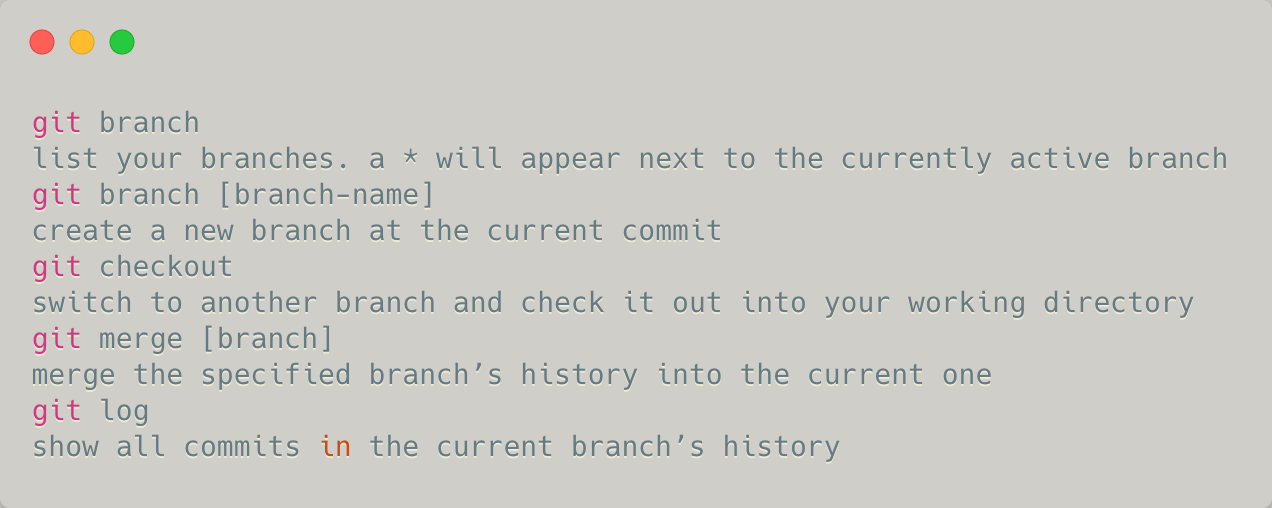 git branch
list your branches. a * will appear next to the currently active branch
git branch [branch-name]
create a new branch at the current commit
git checkout
switch to another branch and check it out into your working directory
git merge [branch]
merge the specified branch’s history into the current one
git log
show all commits in the current branch’s history